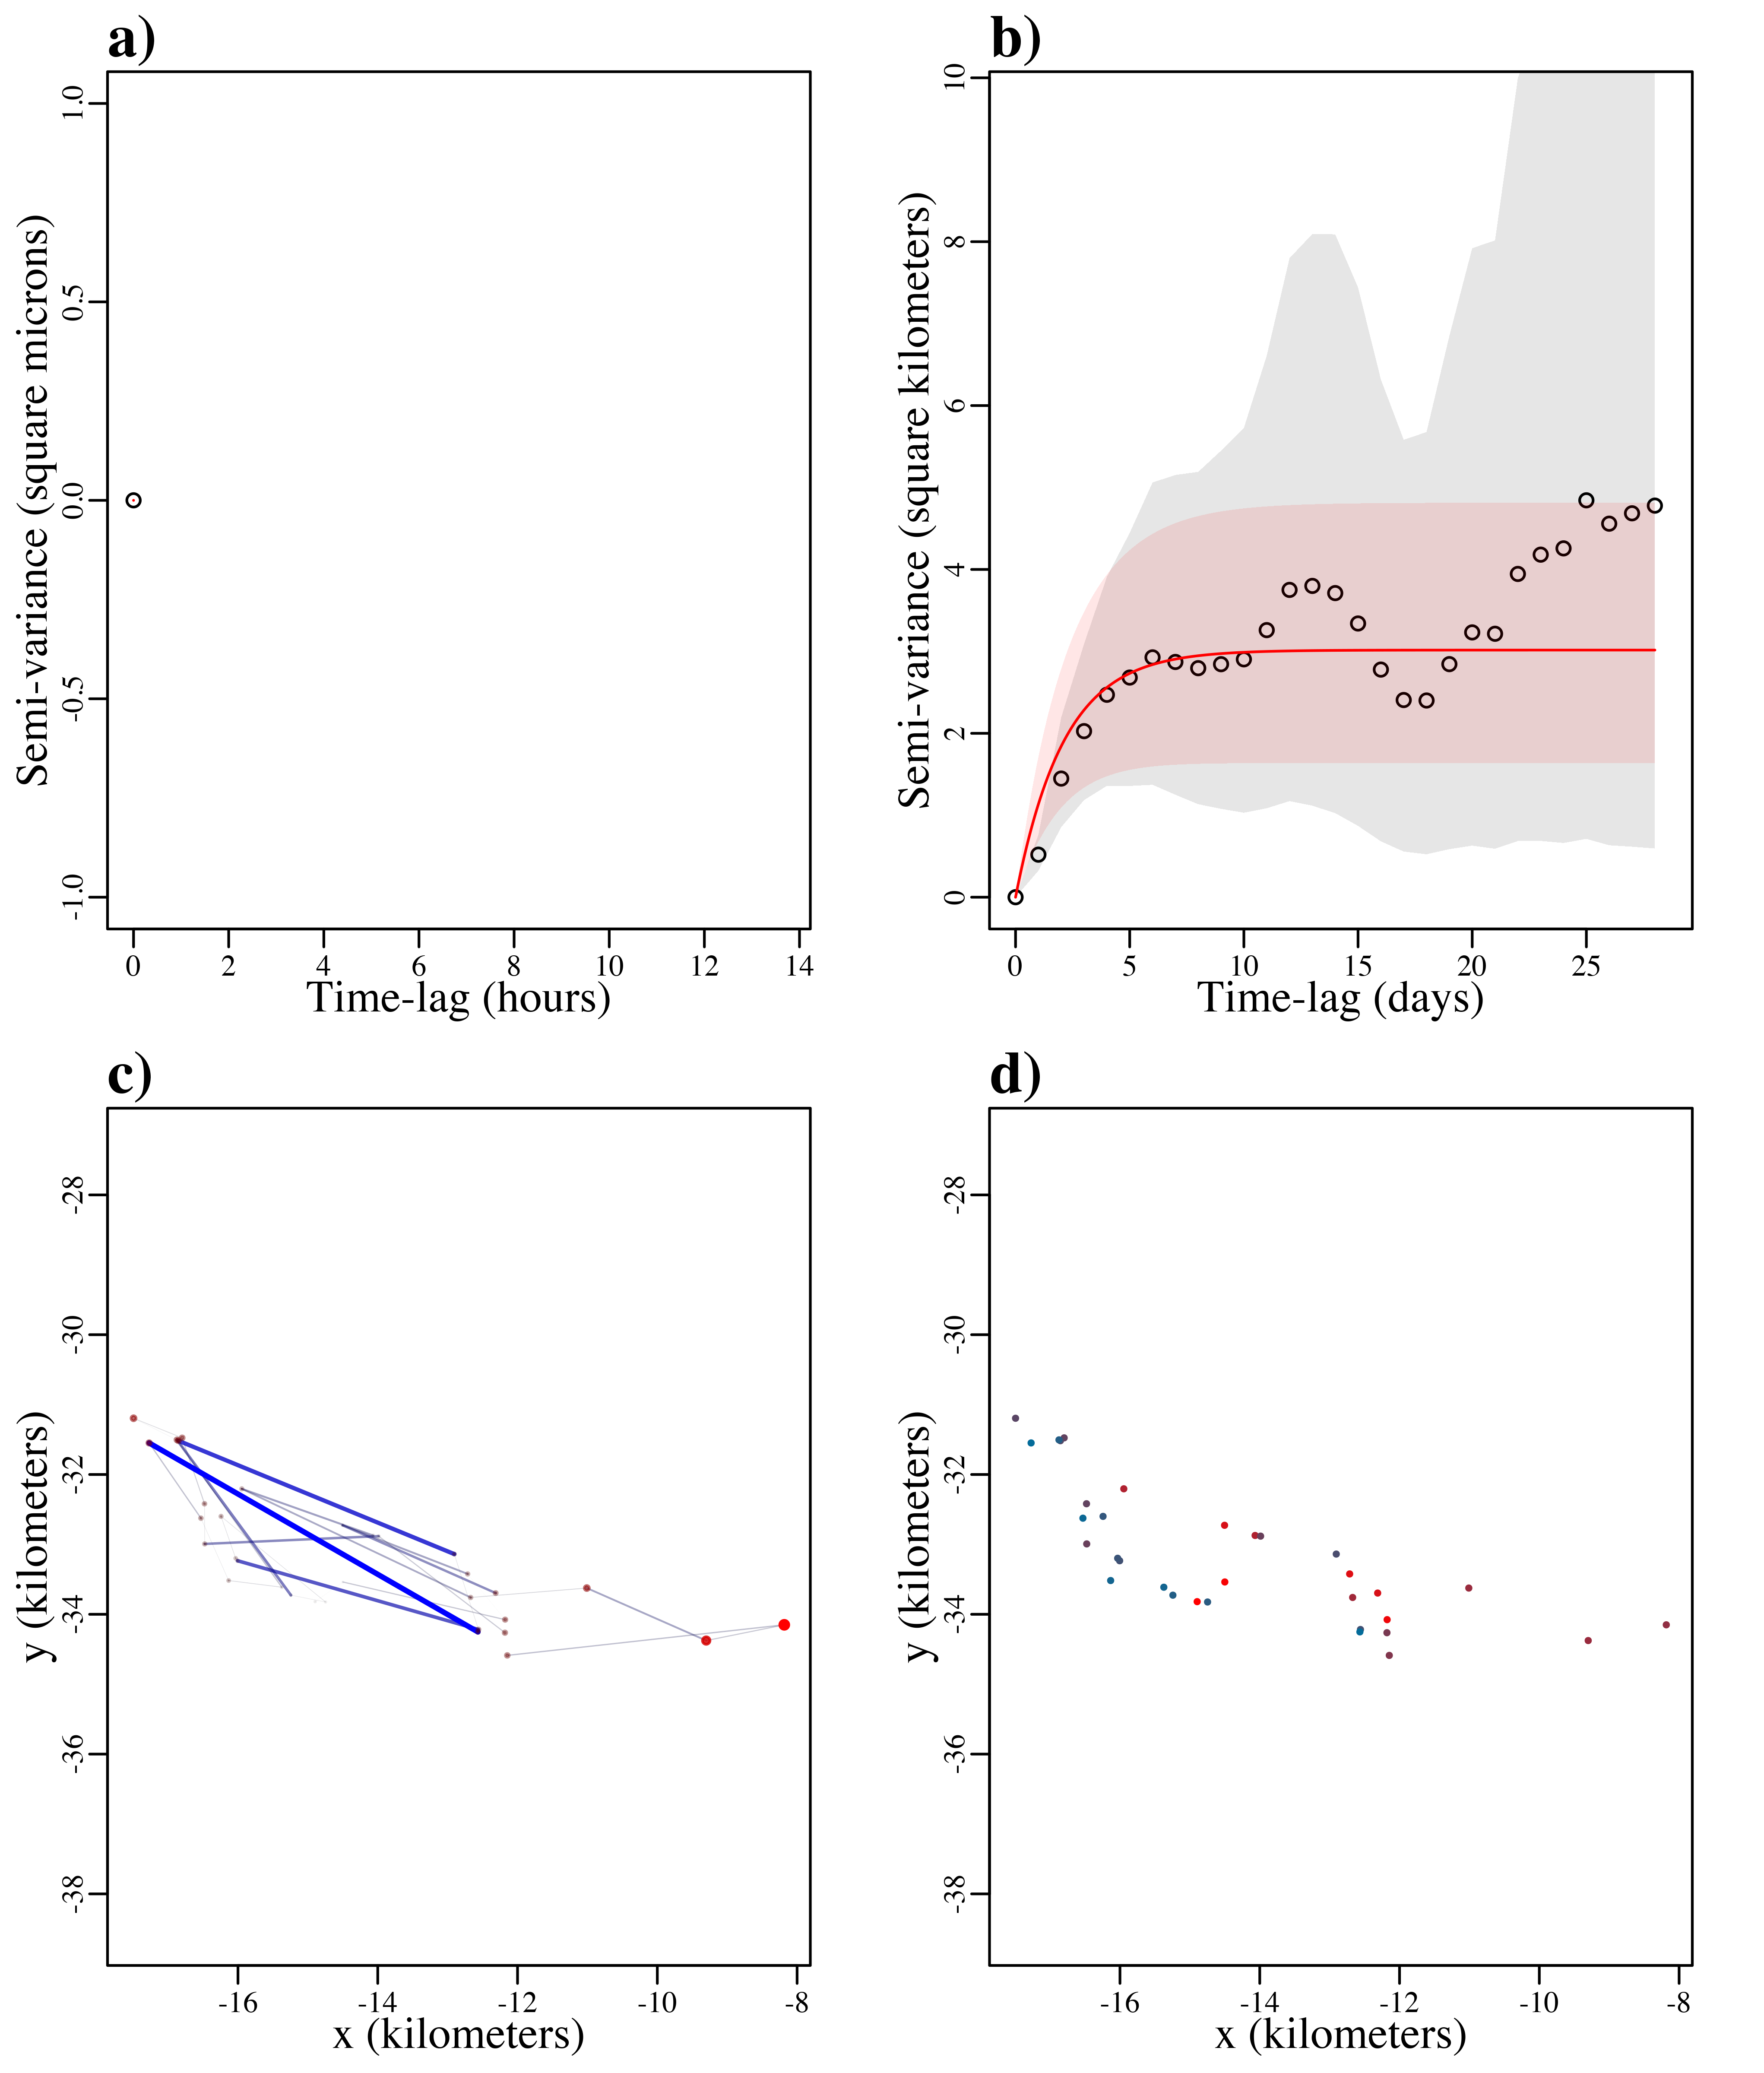 a)
Semi-variance (square microns)
1.0
0.5
0.0
-0.5
-1.0
0 2 4 6 8 10 12 14
Time-lag (hours)
b)
Semi-variance (square kilometers)
10
8
6
4
2
0
0 5 10 15 20 25
Time-lag (days)
c)
y (kilometers)
-28
-30
-32
-34
-36
-38
-16 -14 -12 -10 -8
x (kilometers)
d)
y (kilometers)
-28
-30
-32
-34
-36
-38
-16 -14 -12 -10 -8
x (kilometers)